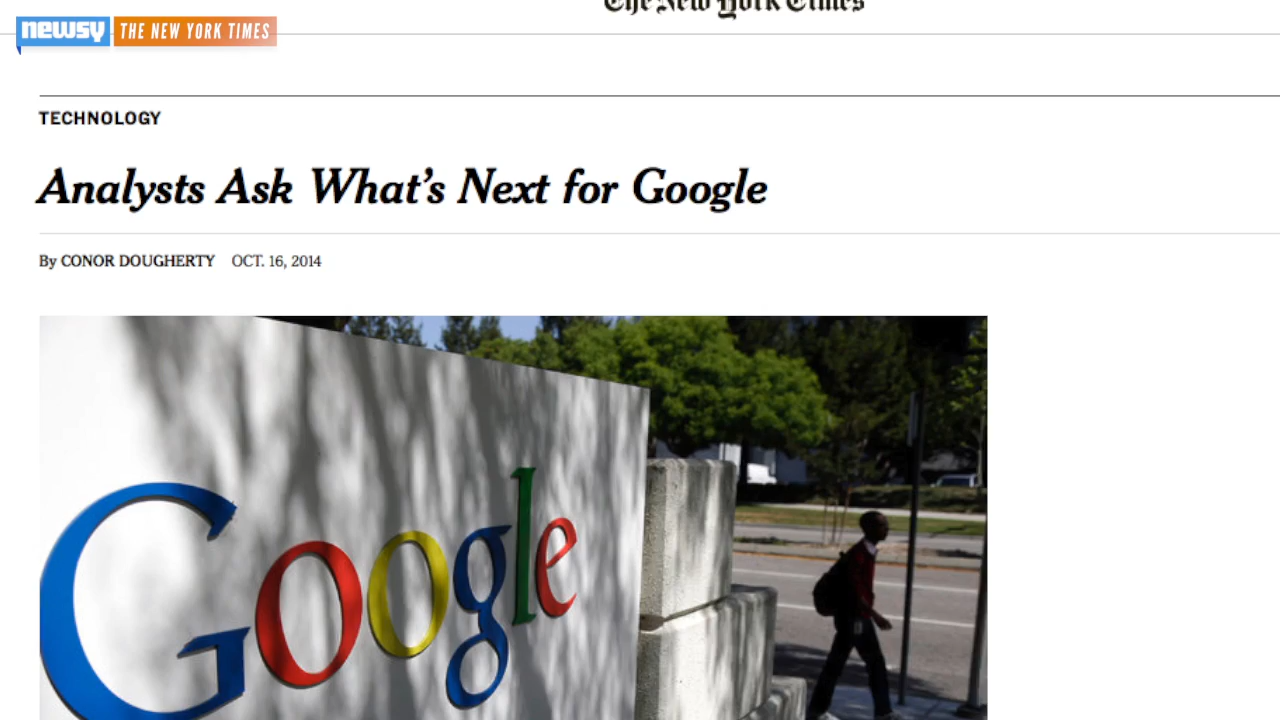 The New York Times
newsy THE NEW YORK TIMES
TECHNOLOGY
Analysts Ask What's Next for Google
By CONOR DOUGHERTY OCT. 16, 2014
Google